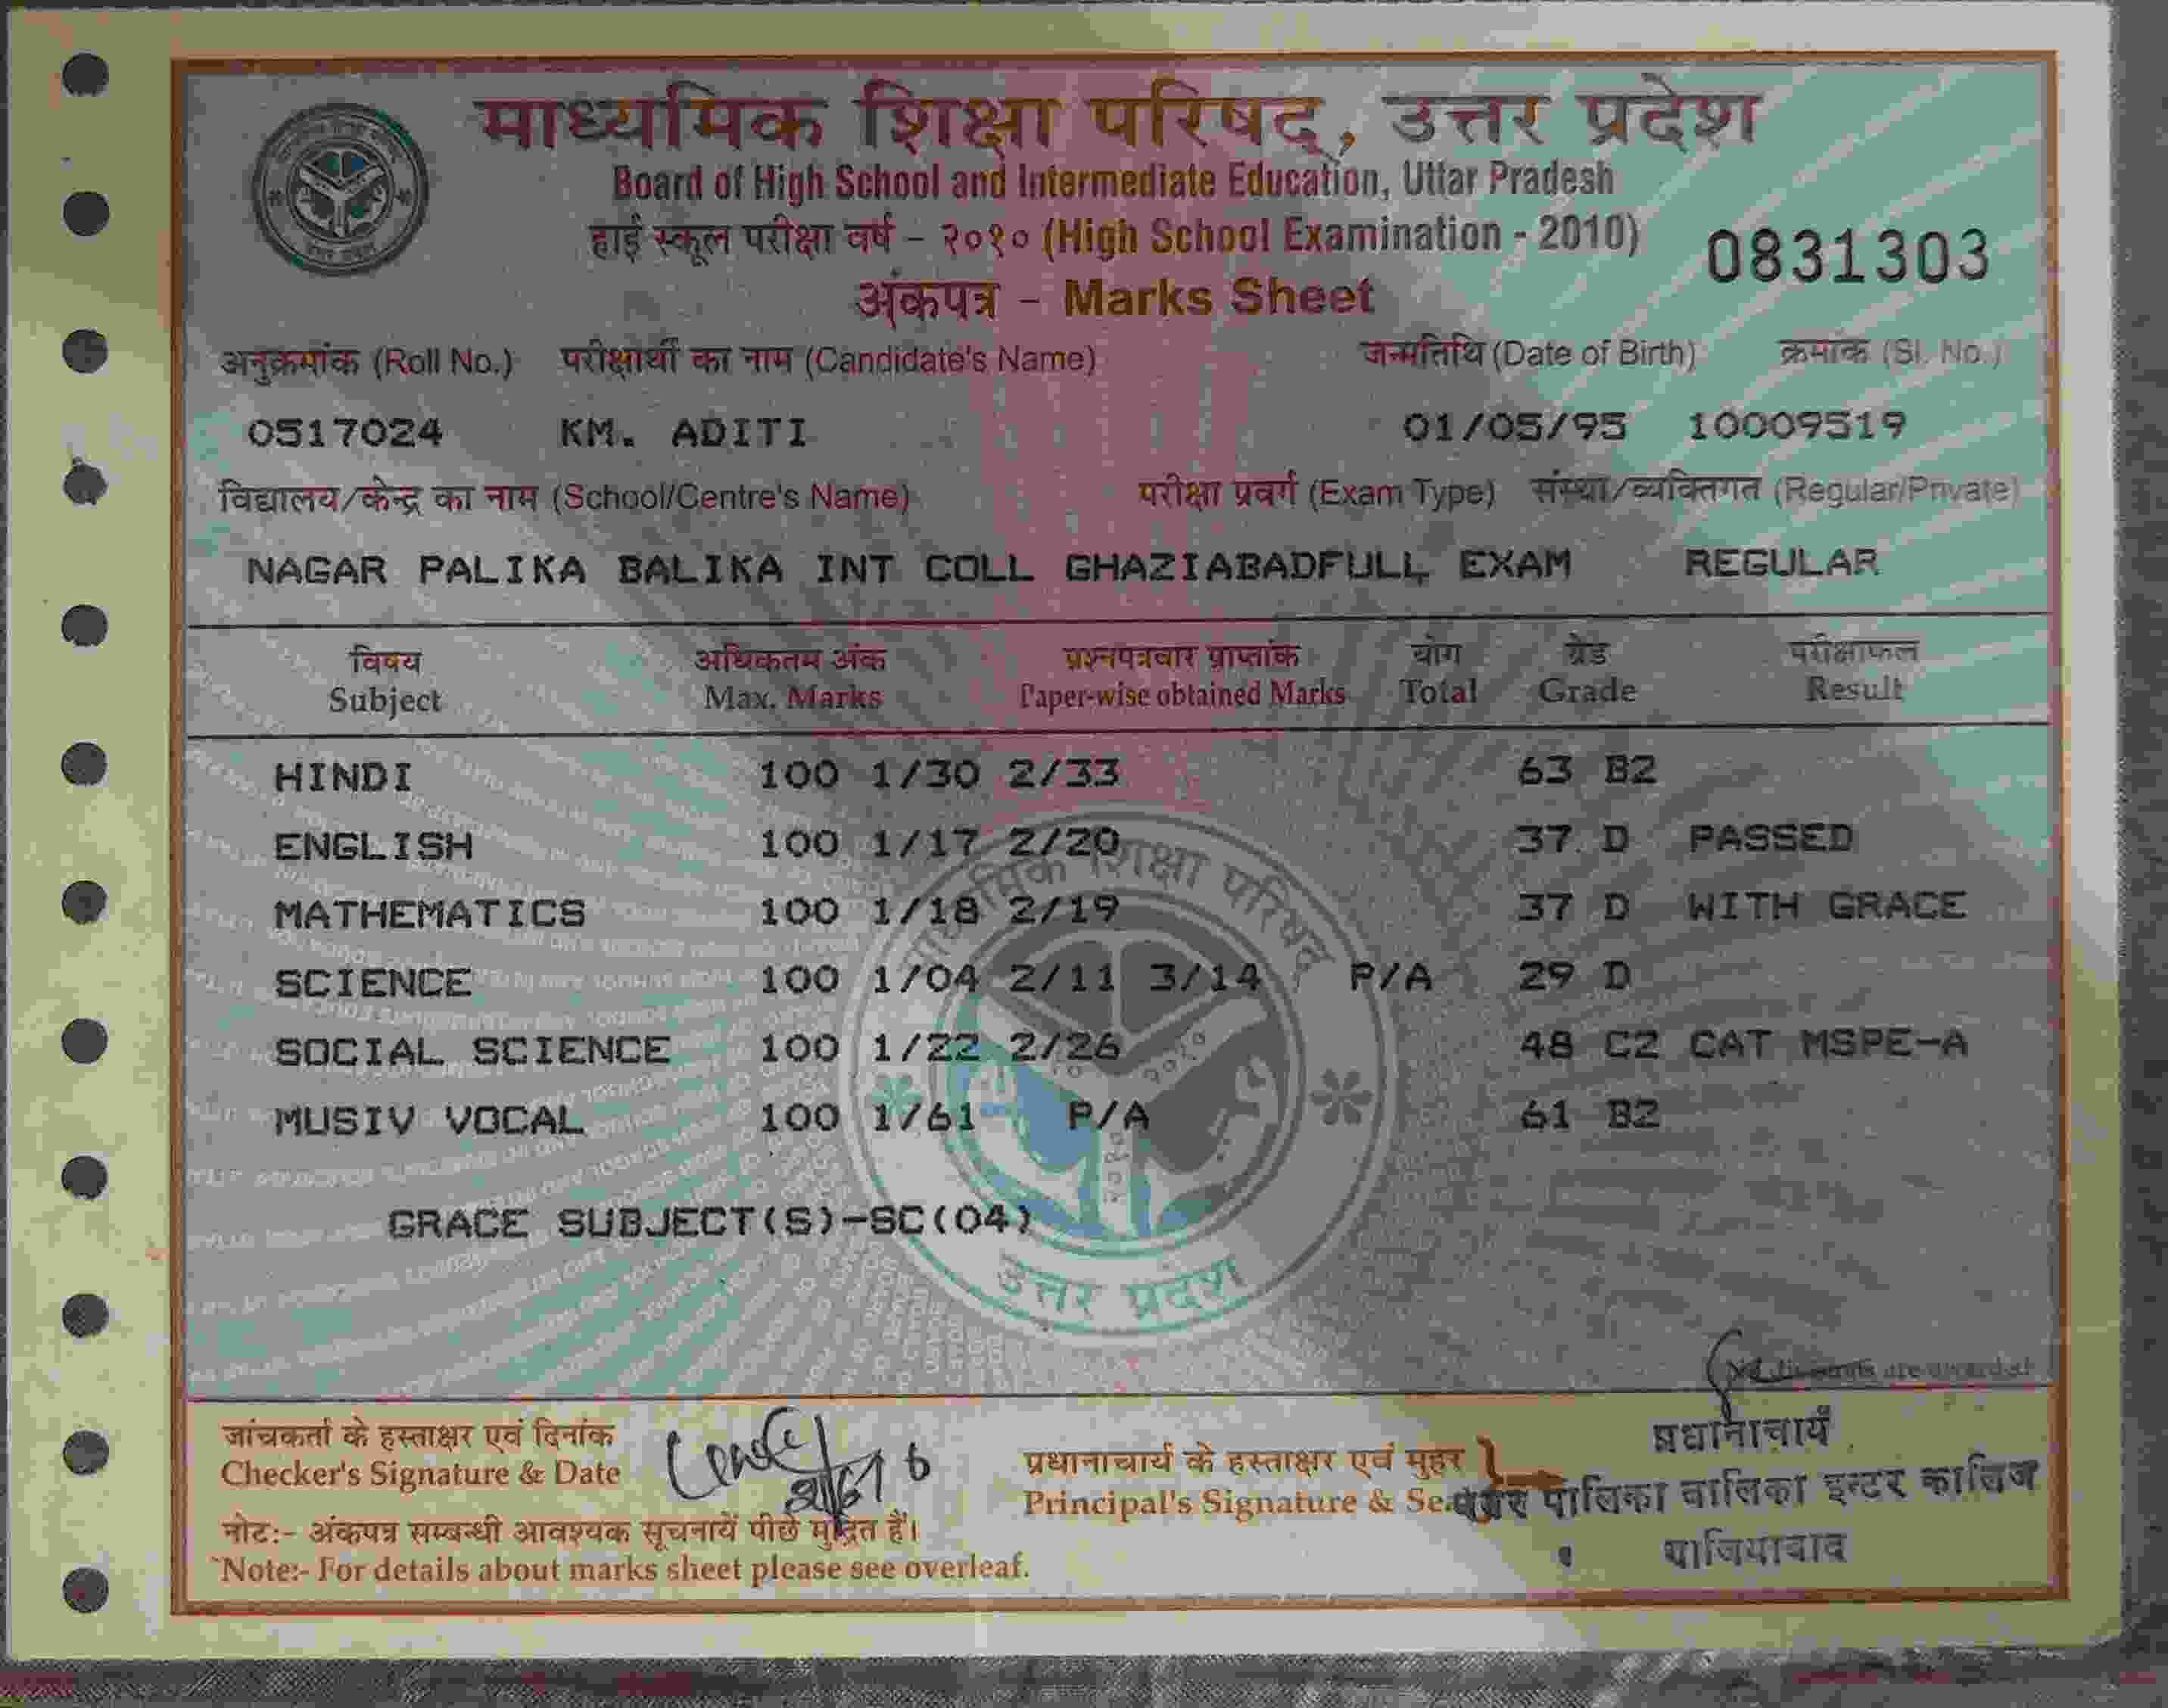 माध्यमिक शिक्षा परिषद्, उत्तर प्रदेश
Board of High School and Intermediate Education, Uttar Pradesh
हाई स्कूल परीक्षा वर्ष - २०१० (High School Examination - 2010)
0831303
अंकपत्र - Marks Sheet
अनुक्रमांक (Roll No.) परीक्षार्थी का नाम (Candidate's Name) जन्मतिथि (Date of Birth) क्रमांक (Sl. No.)
0517024 KM. ADITI 01/05/95 10009519
विद्यालय/केन्द्र का नाम (School/Centre's Name) परीक्षा प्रवर्ग (Exam Type) संस्था/व्यक्तिगत (Regular/Private)
NAGAR PALIKA BALIKA INT COLL GHAZIABADFULL EXAM REGULAR
विषय अधिकतम अंक प्रश्नपत्रवार प्राप्तांक योग ग्रेड परीक्षाफल
Subject Max. Marks Paper-wise obtained Marks Total Grade Result
HINDI 100 1/30 2/33 63 B2
ENGLISH 100 1/17 2/20 37 D PASSED
MATHEMATICS 100 1/18 2/19 37 D WITH GRACE
SCIENCE 100 1/04 2/11 3/14 P/A 29 D
SOCIAL SCIENCE 100 1/22 2/26 48 C2 CAT MSPE-A
MUSIV VOCAL 100 1/61 P/A 61 B2
GRACE SUBJECT(S)-SC(04)
माध्यमिक शिक्षा परिषद्
उत्तर प्रदेश
are awarded
जांचकर्ता के हस्ताक्षर एवं दिनांक
Checker's Signature & Date
प्रधानाचार्य के हस्ताक्षर एवं मुहर
Principal's Signature &
प्रधानाचार्य
पालिका बालिका इन्टर कालिज
गाजियाबाद
नोट:- अंकपत्र सम्बन्धी आवश्यक सूचनायें पीछे मुद्रित हैं।
Note:- For details about marks sheet please see overleaf.